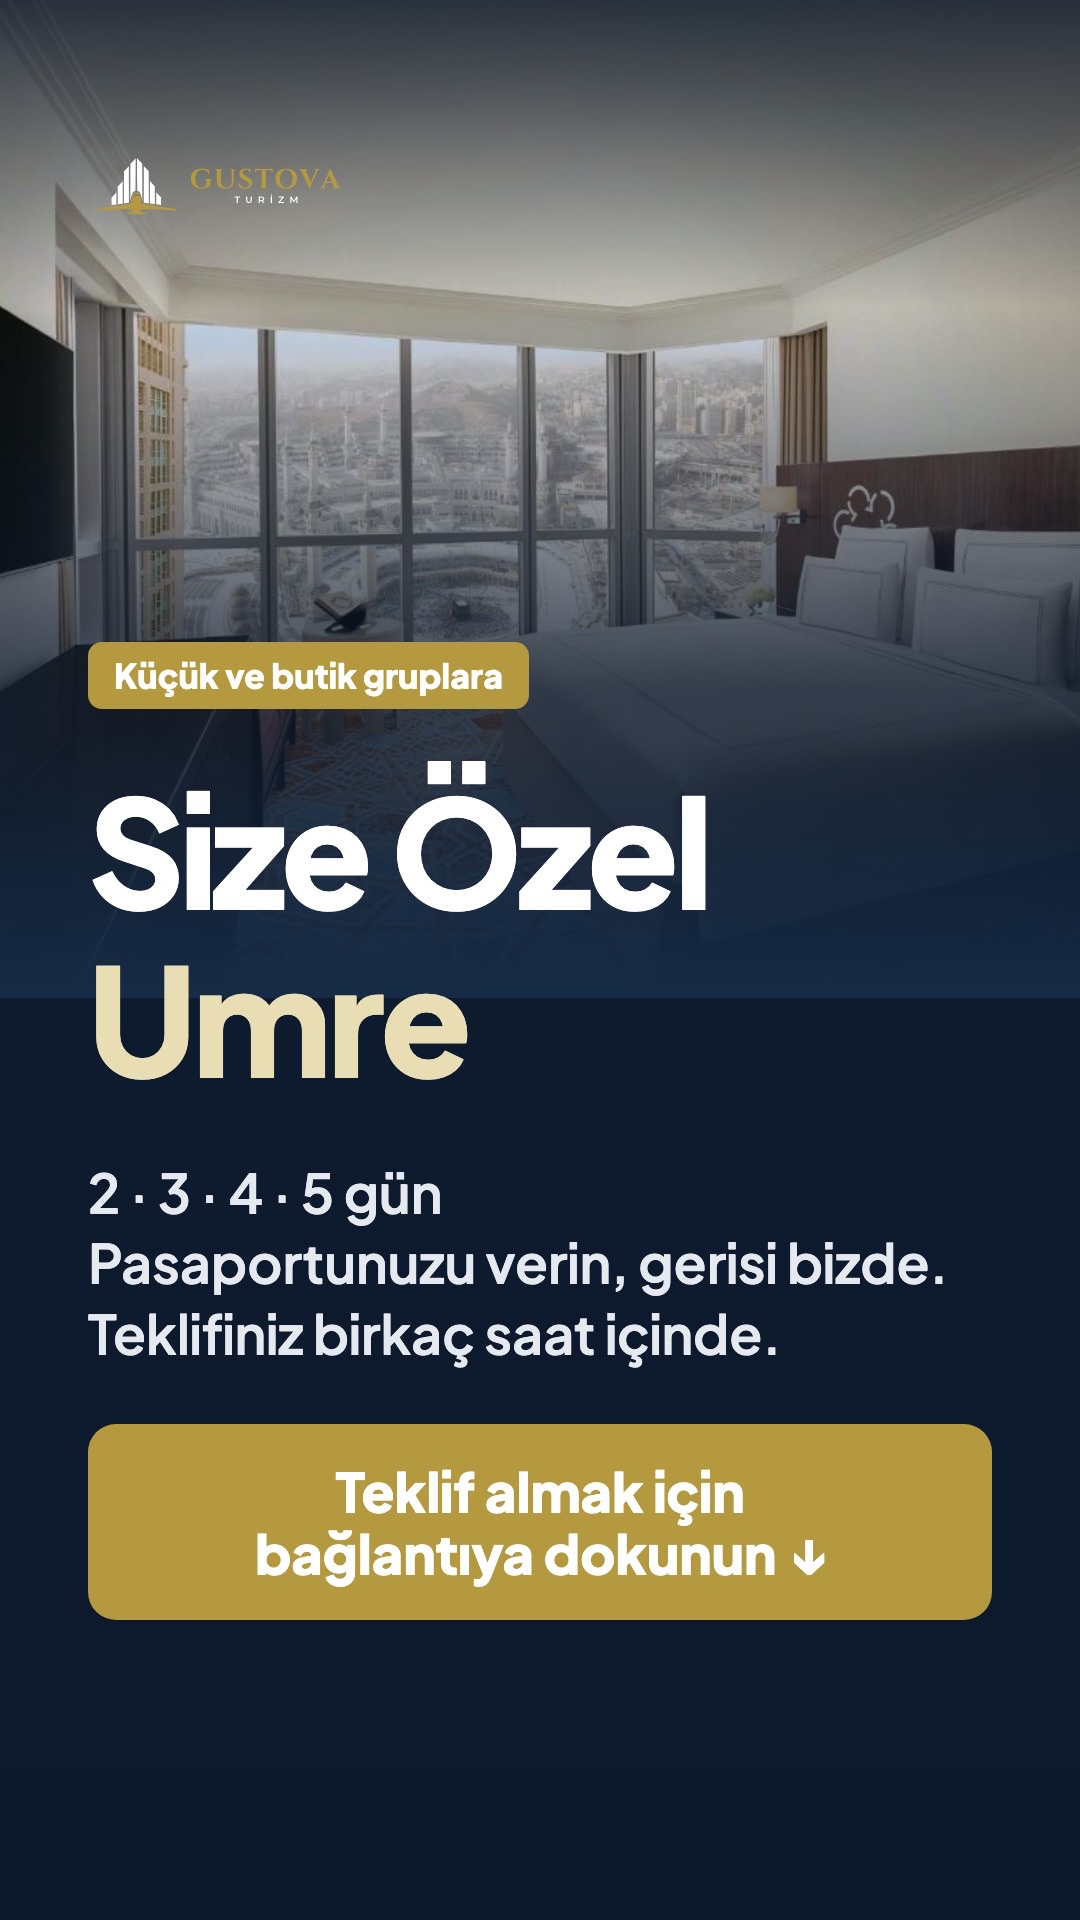 GUSTOVA
TURİZM
Küçük ve butik gruplara
Size Özel
Umre
2 · 3 · 4 · 5 gün
Pasaportunuzu verin, gerisi bizde.
Teklifiniz birkaç saat içinde.
Teklif almak için
bağlantıya dokunun ↓